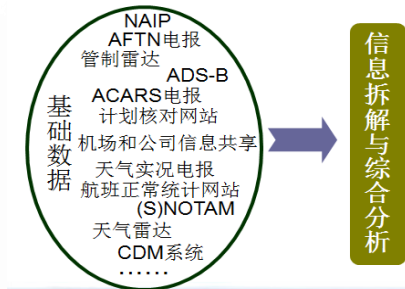 NAIP
AFTN电报
管制雷达
ADS-B
ACARS电报
计划核对网站
机场和公司信息共享
天气实况电报
航班正常统计网站
(S)NOTAM
天气雷达
CDM系统
······
基础数据
信息拆解与综合分析